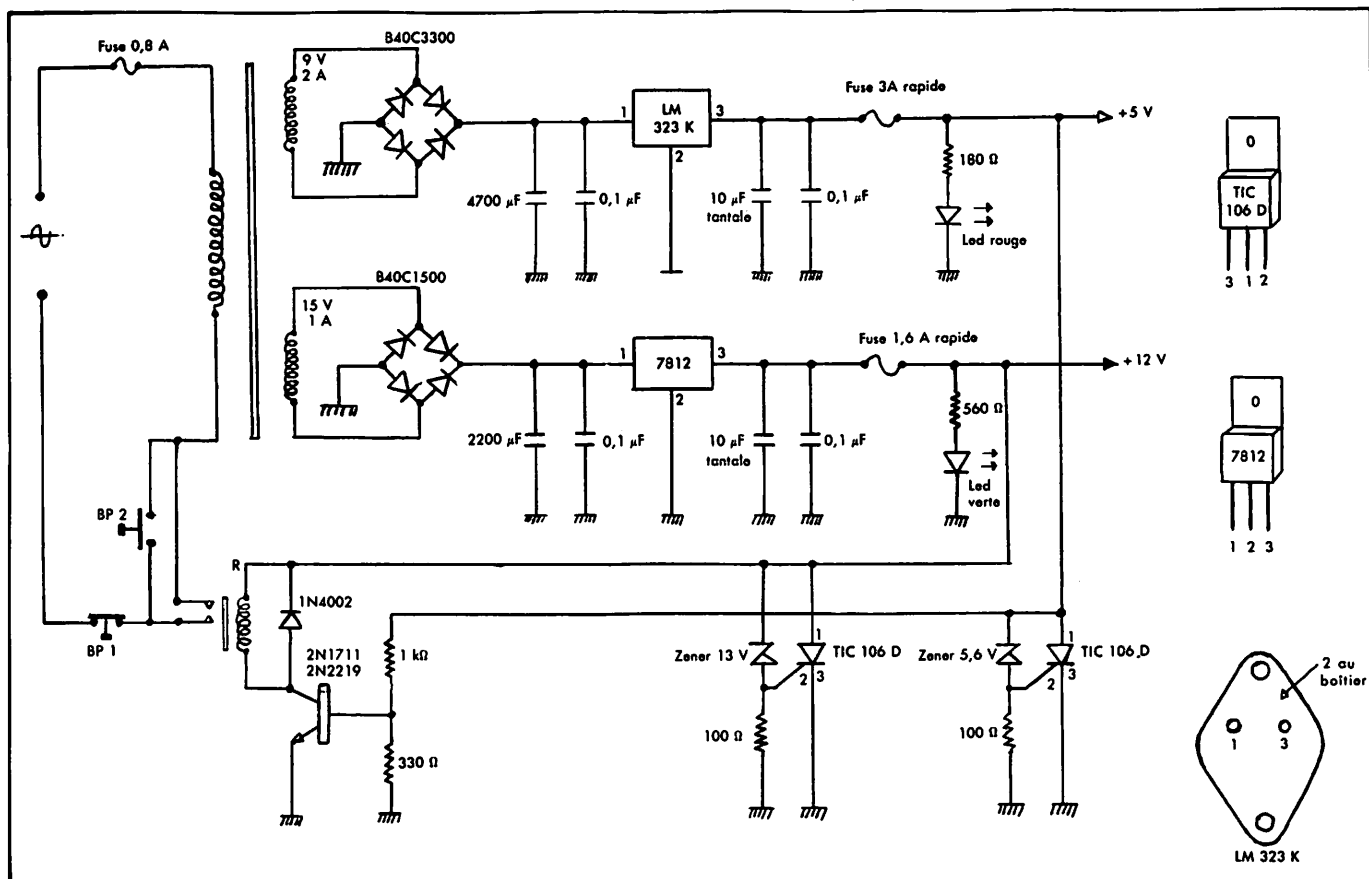 Fuse 0,8 A
B40C3300
9 V
2 A
LM
323 K
1
3
2
Fuse 3A rapide
+5 V
4700 µF
0,1 µF
10 µF
tantale
0,1 µF
180 Ω
Led rouge
0
TIC
106 D
3 1 2
B40C1500
15 V
1 A
7812
1
3
2
Fuse 1,6 A rapide
+12 V
2200 µF
0,1 µF
10 µF
tantale
0,1 µF
560 Ω
Led
verte
0
7812
1 2 3
BP 2
BP 1
R
1N4002
2N1711
2N2219
1 kΩ
330 Ω
Zener 13 V
1
TIC 106 D
2
3
100 Ω
Zener 5,6 V
1
TIC 106 D
2
3
100 Ω
2 au
boîtier
1
3
LM 323 K